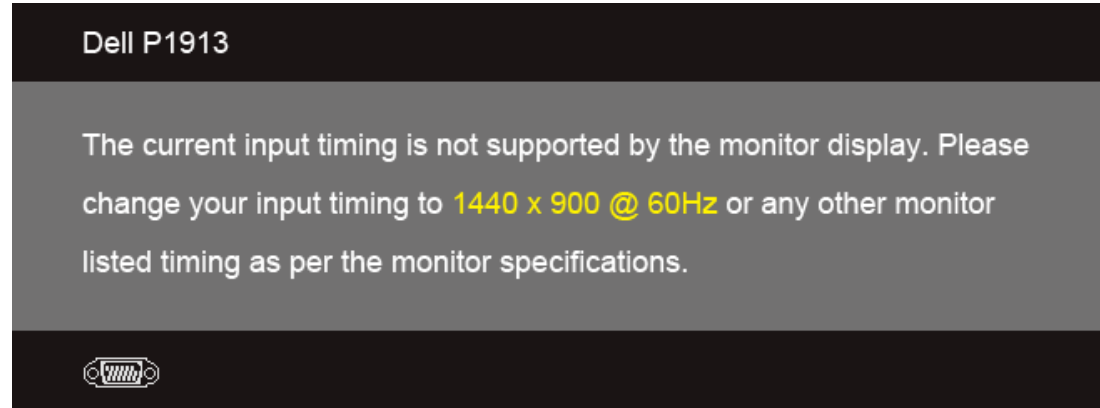 Dell P1913
The current input timing is not supported by the monitor display. Please
change your input timing to 1440 x 900 @ 60Hz or any other monitor
listed timing as per the monitor specifications.